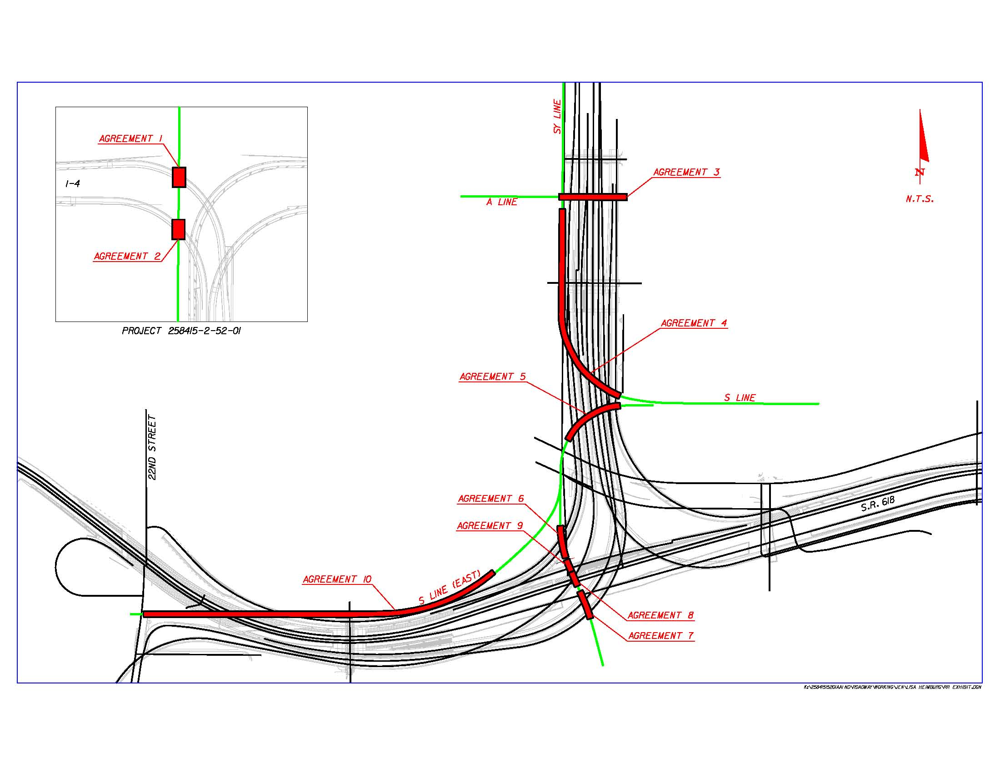 SY LINE
AGREEMENT 1
AGREEMENT 3
1-4
N
A LINE
N.T.S.
AGREEMENT 2
PROJECT 258415-2-52-01
AGREEMENT 4
AGREEMENT 5
S LINE
22ND STREET
AGREEMENT 6
S.R. 618
AGREEMENT 9
AGREEMENT 10
S LINE (EAST)
AGREEMENT 8
AGREEMENT 7